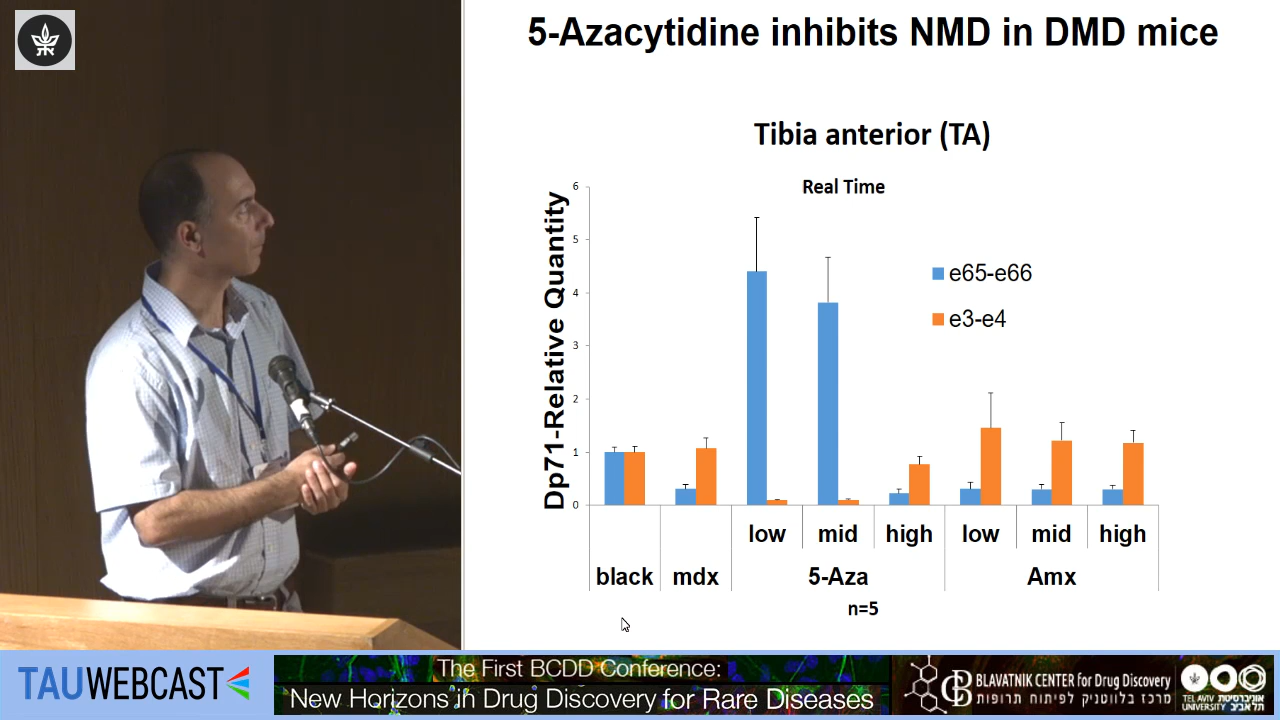 5-Azacytidine inhibits NMD in DMD mice
Tibia anterior (TA)
Real Time
Dp71-Relative Quantity
6
5
4
3
2
1
0
e65-e66
e3-e4
low mid high low mid high
black mdx 5-Aza Amx
n=5
TAUWEBCAST
The First BCDD Conference:
New Horizons in Drug Discovery for Rare Diseases
CB BLAVATNIK CENTER for Drug Discovery
מרכז בלווטניק לפיתוח תרופות
TEL AVIV UNIVERSITY
אוניברסיטת תל אביב